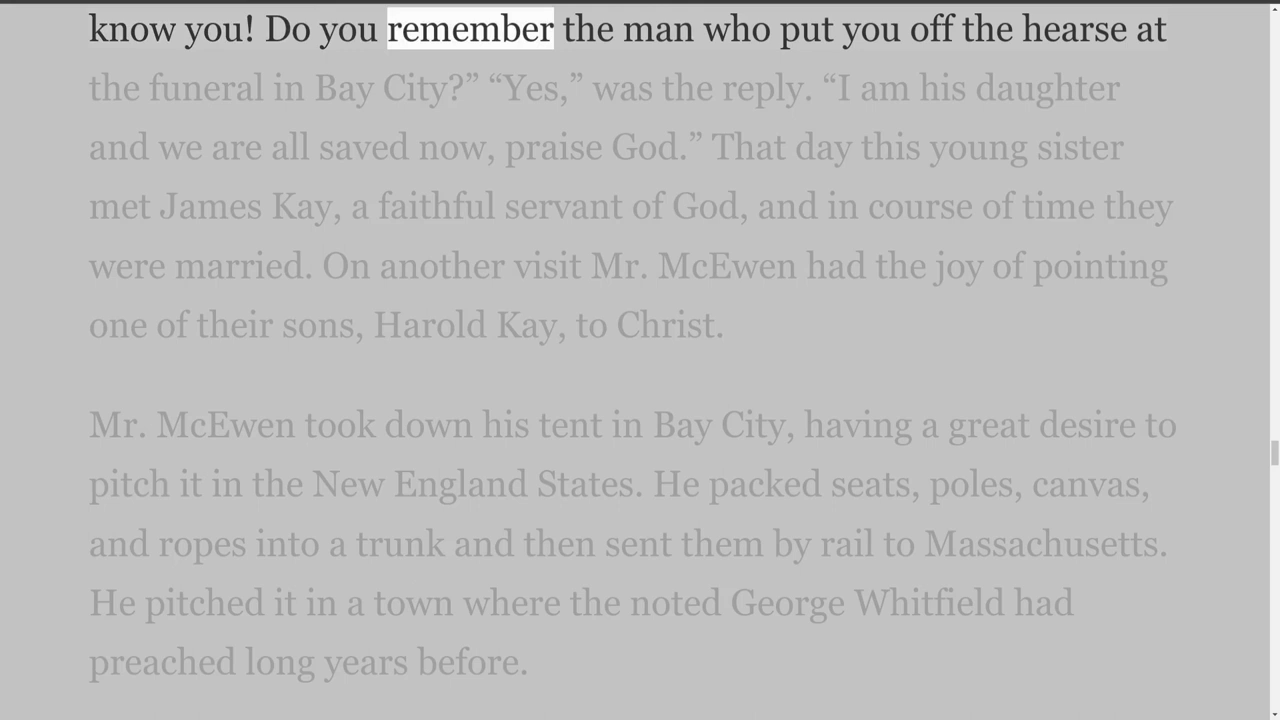 know you! Do you remember the man who put you off the hearse at
the funeral in Bay City?” “Yes,” was the reply. “I am his daughter
and we are all saved now, praise God.” That day this young sister
met James Kay, a faithful servant of God, and in course of time they
were married. On another visit Mr. McEwen had the joy of pointing
one of their sons, Harold Kay, to Christ.
Mr. McEwen took down his tent in Bay City, having a great desire to
pitch it in the New England States. He packed seats, poles, canvas,
and ropes into a trunk and then sent them by rail to Massachusetts.
He pitched it in a town where the noted George Whitfield had
preached long years before.